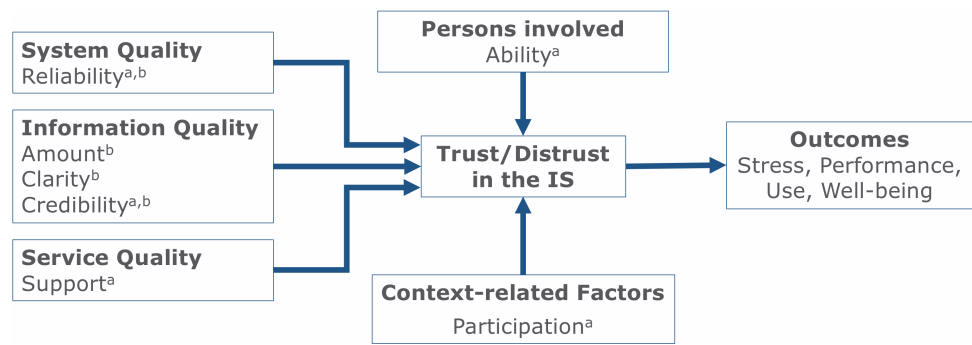 System Quality
Reliabilityᵃ,ᵇ
Information Quality
Amountᵇ
Clarityᵇ
Credibilityᵃ,ᵇ
Service Quality
Supportᵃ
Persons involved
Abilityᵃ
Trust/Distrust
in the IS
Context-related Factors
Participationᵃ
Outcomes
Stress, Performance,
Use, Well-being